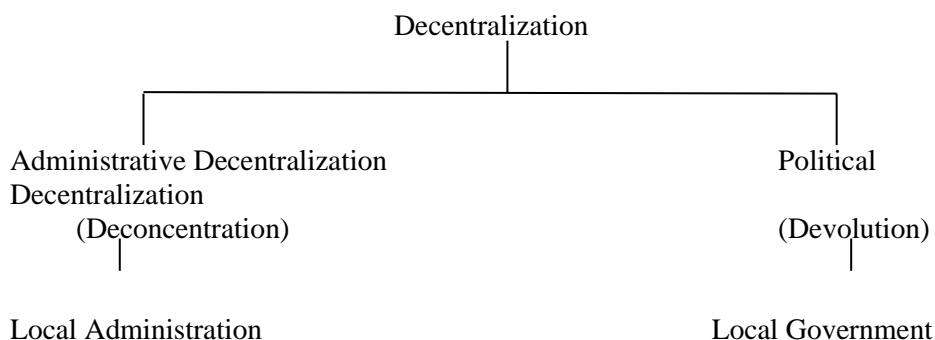 Decentralization
Administrative Decentralization Political
Decentralization
(Deconcentration) (Devolution)
Local Administration Local Government